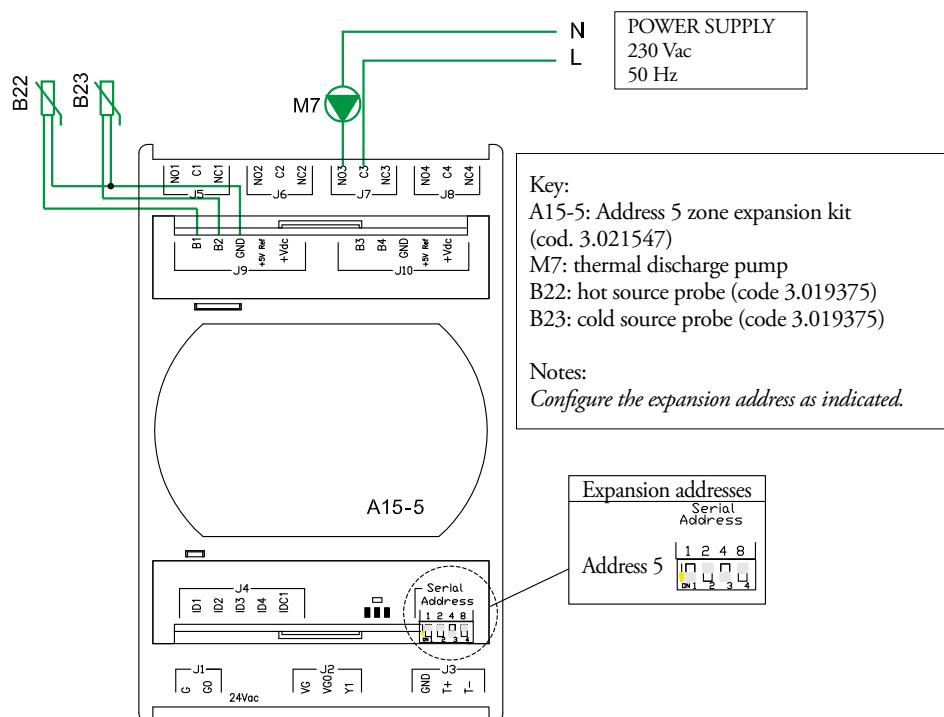 N
L
POWER SUPPLY
230 Vac
50 Hz
B22
B23
M7
NO1 C1 NC1
J5
NO2 C2 NC2
J6
NO3 C3 NC3
J7
NO4 C4 NC4
J8
B1 B2 GND +5V Ref +Vdc
J9
B3 B4 GND +5V Ref +Vdc
J10
Key:
A15-5: Address 5 zone expansion kit
(cod. 3.021547)
M7: thermal discharge pump
B22: hot source probe (code 3.019375)
B23: cold source probe (code 3.019375)
Notes:
Configure the expansion address as indicated.
A15-5
Expansion addresses
Serial
Address
1 2 4 8
Address 5
ON 1 2 3 4
J4
ID1 ID2 ID3 ID4 IDC1
Serial
Address
1 2 4 8
ON 1 2 3 4
J1
G G0
24Vac
J2
VG VG0 Y1
J3
GND T+ T-